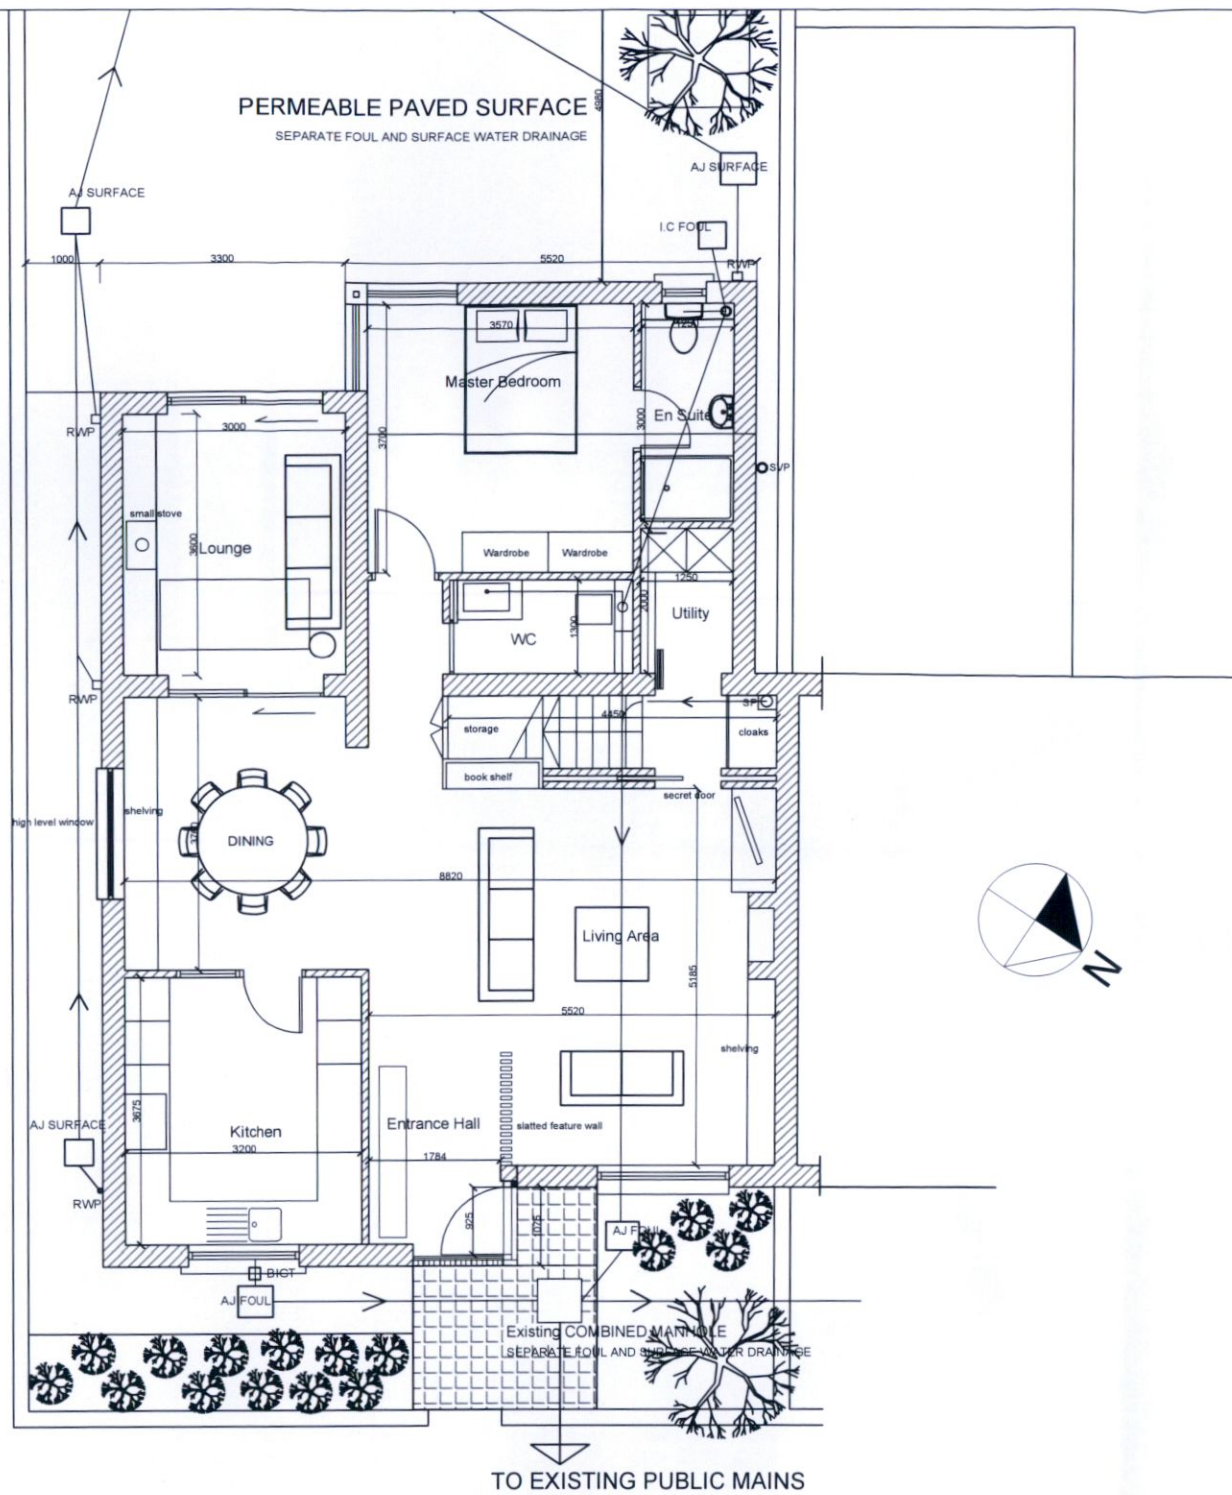 PERMEABLE PAVED SURFACE
SEPARATE FOUL AND SURFACE WATER DRAINAGE
4980
AJ SURFACE
AJ SURFACE
I.C FOUL
RWP
1000
3300
5520
3570
1250
Master Bedroom
En Suite
3000
3700
RWP
3000
SVP
small stove
Lounge
3600
Wardrobe
Wardrobe
1250
2000
Utility
WC
1300
RWP
SP
4450
storage
cloaks
book shelf
secret door
high level window
shelving
DINING
8820
Living Area
5185
5520
N
shelving
3675
AJ SURFACE
Kitchen
3200
Entrance Hall
slatted feature wall
1784
RWP
925
1075
AJ FOUL
BIGT
AJ FOUL
Existing COMBINED MANHOLE
SEPARATE FOUL AND SURFACE WATER DRAINAGE
TO EXISTING PUBLIC MAINS